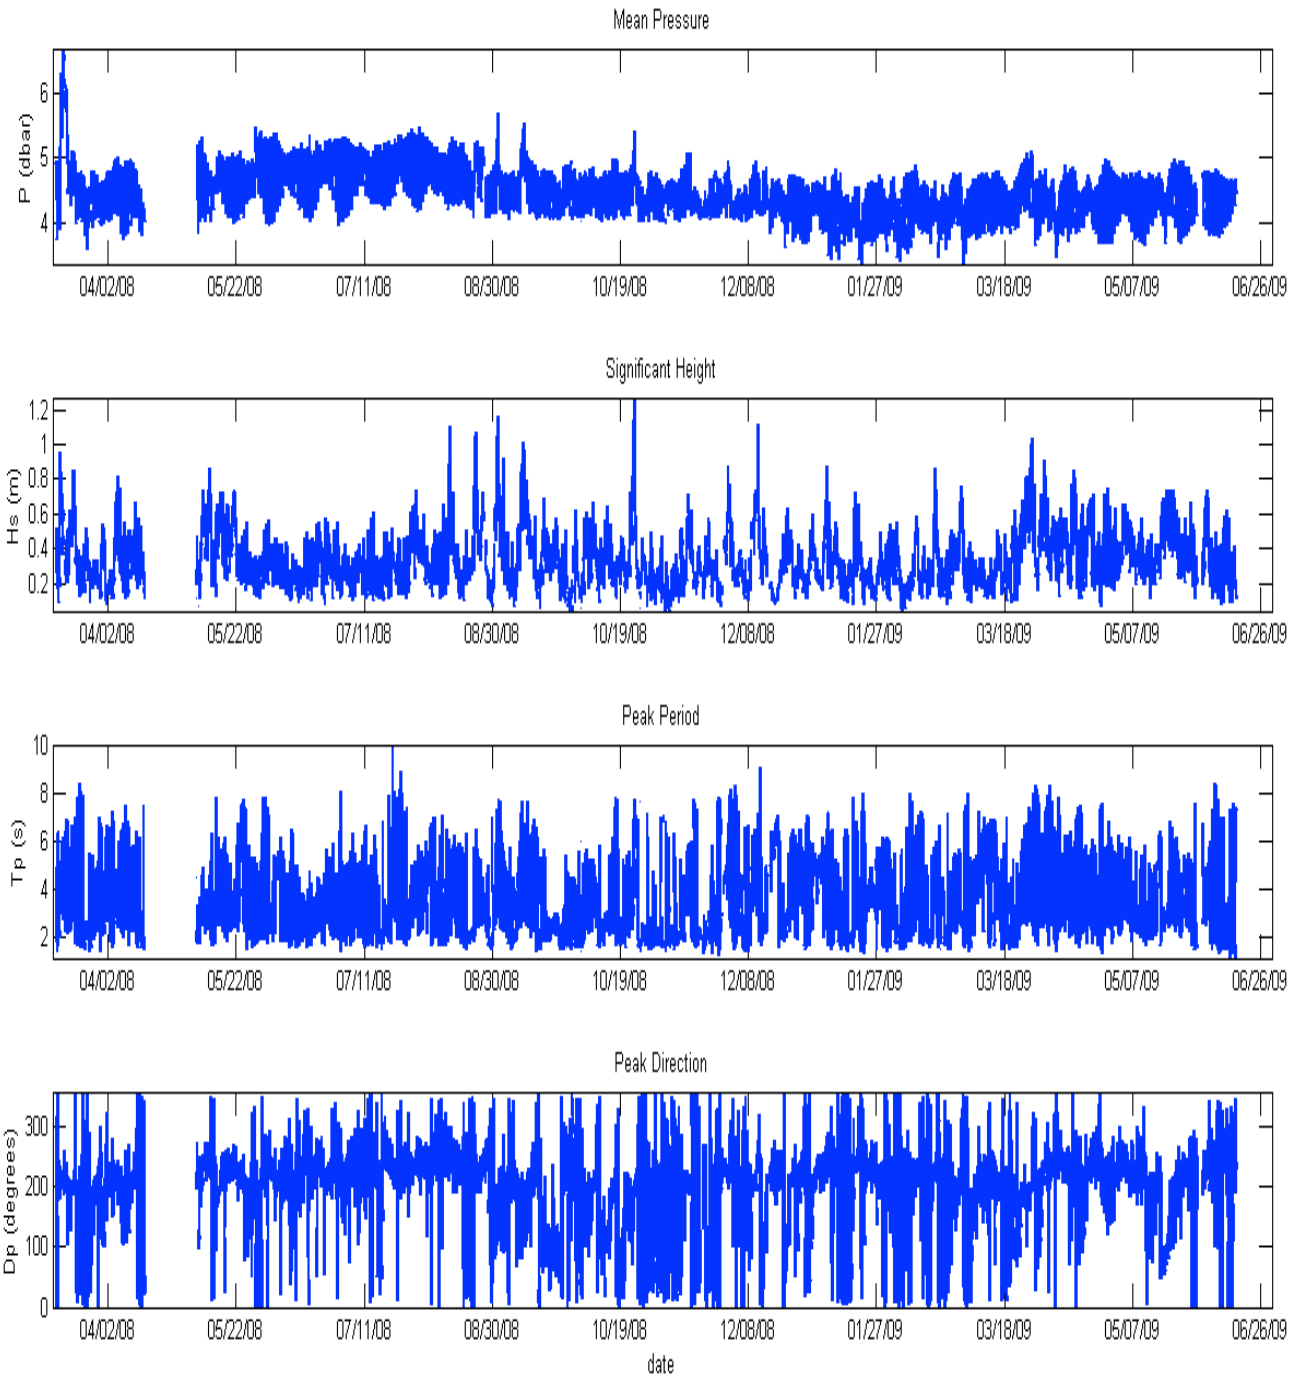 Mean Pressure
P (dbar)
6
5
4
04/02/08 05/22/08 07/11/08 08/30/08 10/19/08 12/08/08 01/27/09 03/18/09 05/07/09 06/26/09
Significant Height
Hs (m)
1.2
1
0.8
0.6
0.4
0.2
04/02/08 05/22/08 07/11/08 08/30/08 10/19/08 12/08/08 01/27/09 03/18/09 05/07/09 06/26/09
Peak Period
Tp (s)
10
8
6
4
2
04/02/08 05/22/08 07/11/08 08/30/08 10/19/08 12/08/08 01/27/09 03/18/09 05/07/09 06/26/09
Peak Direction
Dp (degrees)
300
200
100
0
04/02/08 05/22/08 07/11/08 08/30/08 10/19/08 12/08/08 01/27/09 03/18/09 05/07/09 06/26/09
date